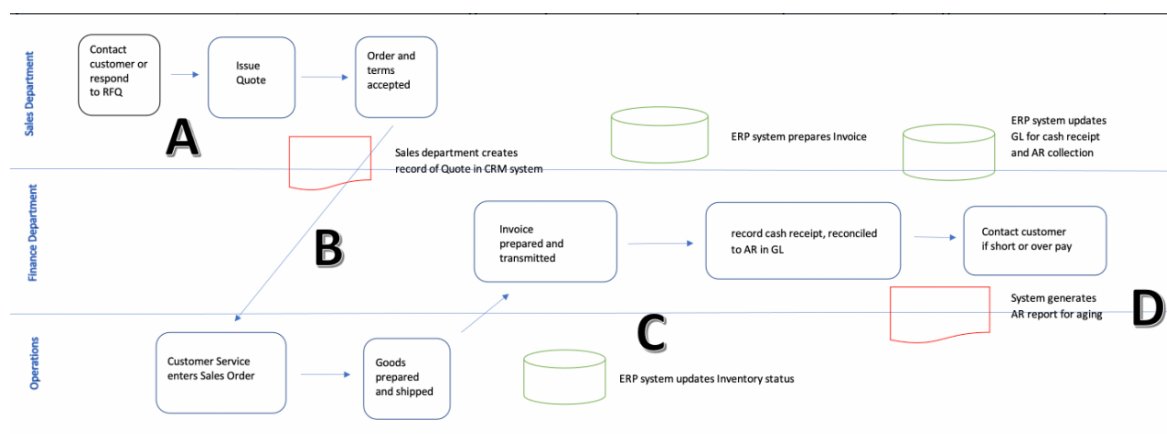 Sales Department
Contact
customer or
respond
to RFQ
Issue
Quote
Order and
terms
accepted
A
Sales department creates
record of Quote in CRM system
ERP system prepares Invoice
ERP system updates
GL for cash receipt
and AR collection
Finance Department
B
Invoice
prepared and
transmitted
record cash receipt, reconciled
to AR in GL
Contact customer
if short or over pay
System generates
AR report for aging
D
C
Operations
Customer Service
enters Sales Order
Goods
prepared
and shipped
ERP system updates Inventory status